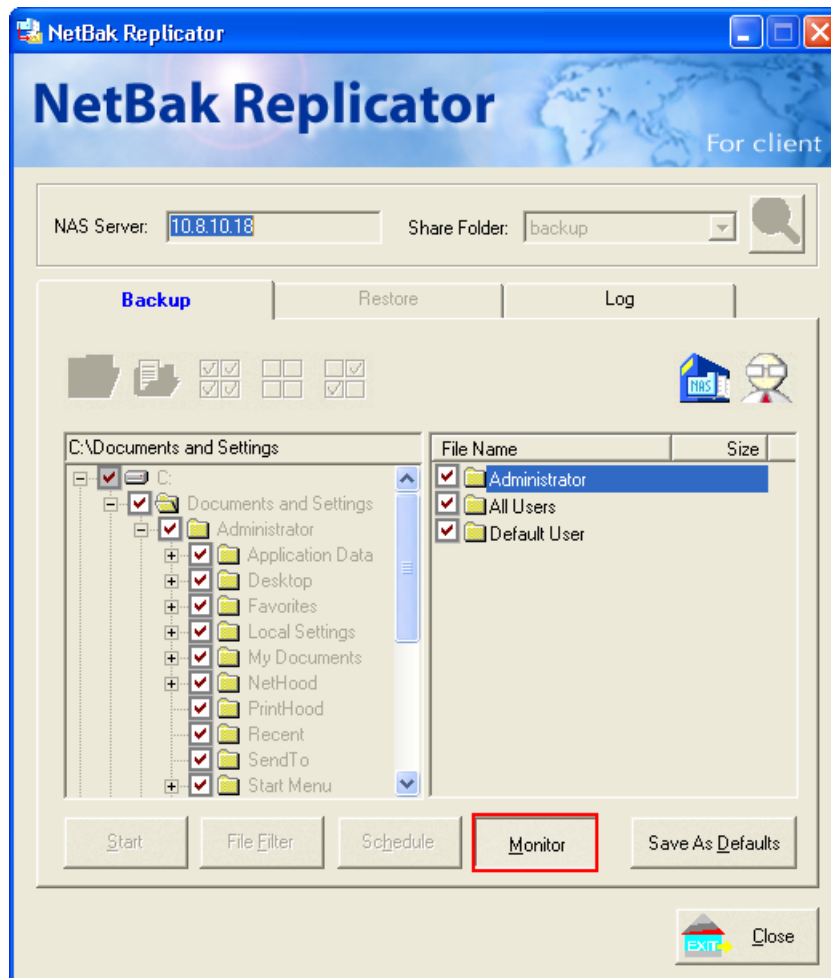 NetBak Replicator
NetBak Replicator
For client
NAS Server: 10.8.10.18 Share Folder: backup
Backup Restore Log
NAS
C:\Documents and Settings
C:
Documents and Settings
Administrator
Application Data
Desktop
Favorites
Local Settings
My Documents
NetHood
PrintHood
Recent
SendTo
Start Menu
File Name Size
Administrator
All Users
Default User
Start File Filter Schedule Monitor Save As Defaults
EXIT Close